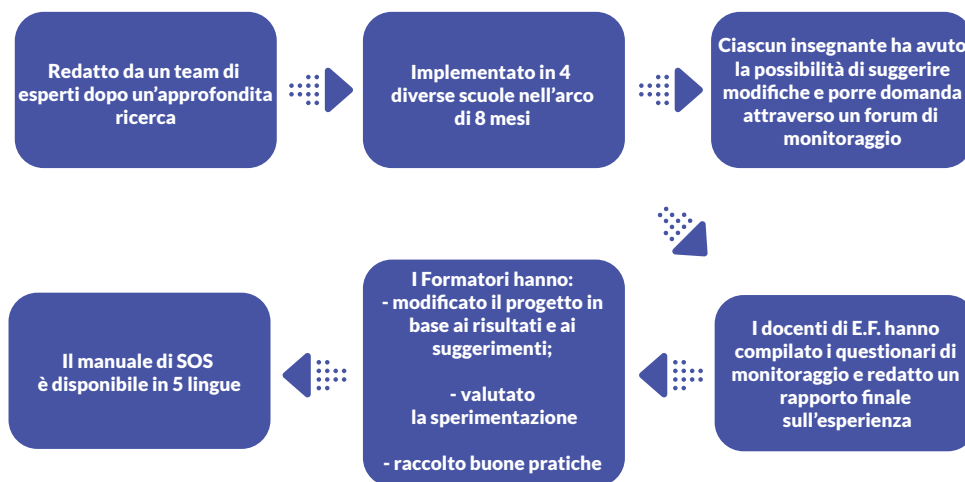 Redatto da un team di
esperti dopo un'approfondita
ricerca
Implementato in 4
diverse scuole nell'arco
di 8 mesi
Ciascun insegnante ha avuto
la possibilità di suggerire
modifiche e porre domanda
attraverso un forum di
monitoraggio
I docenti di E.F. hanno
compilato i questionari di
monitoraggio e redatto un
rapporto finale
sull'esperienza
I Formatori hanno:
- modificato il progetto in
base ai risultati e ai
suggerimenti;
- valutato
la sperimentazione
- raccolto buone pratiche
Il manuale di SOS
è disponibile in 5 lingue